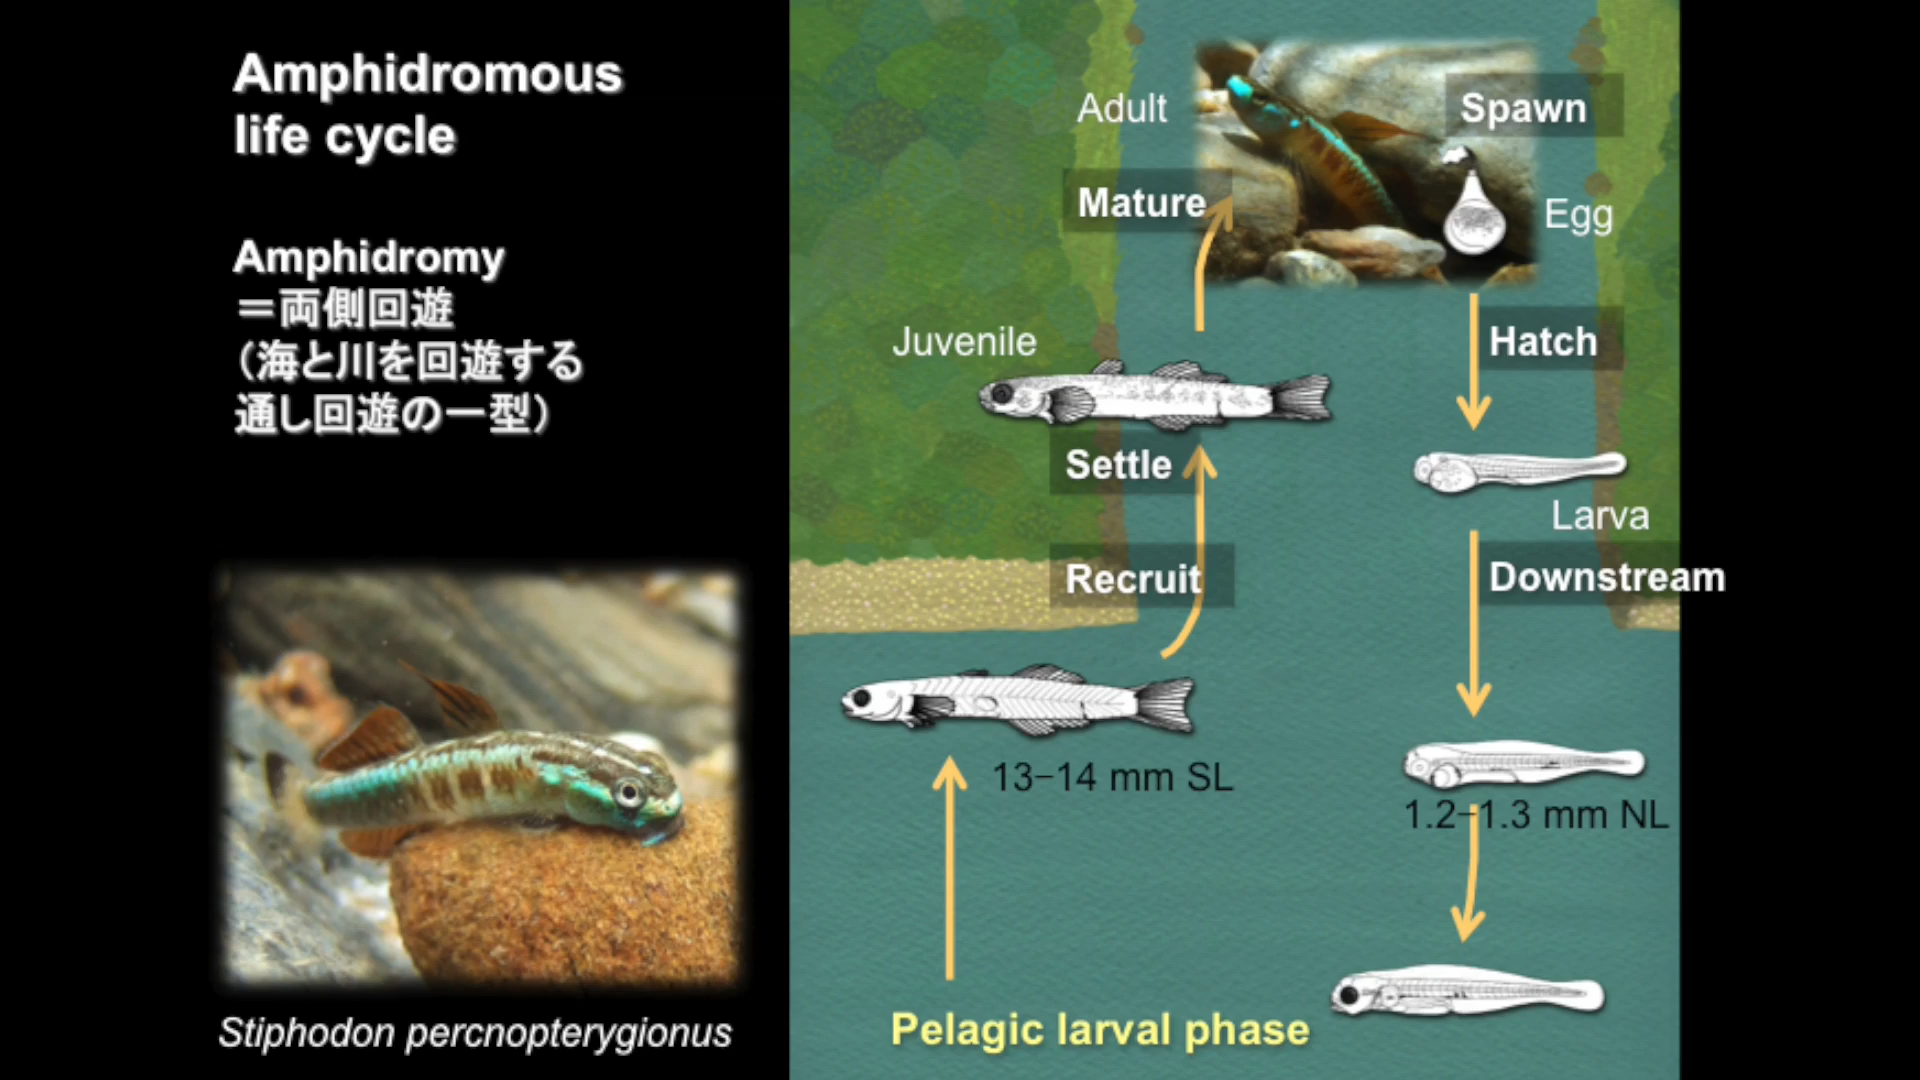 Amphidromous
life cycle
Amphidromy
＝両側回遊
（海と川を回遊する
通し回遊の一型）
Stiphodon percnopterygionus
Adult
Spawn
Mature
Egg
Juvenile
Hatch
Settle
Larva
Recruit
Downstream
13−14 mm SL
1.2−1.3 mm NL
Pelagic larval phase